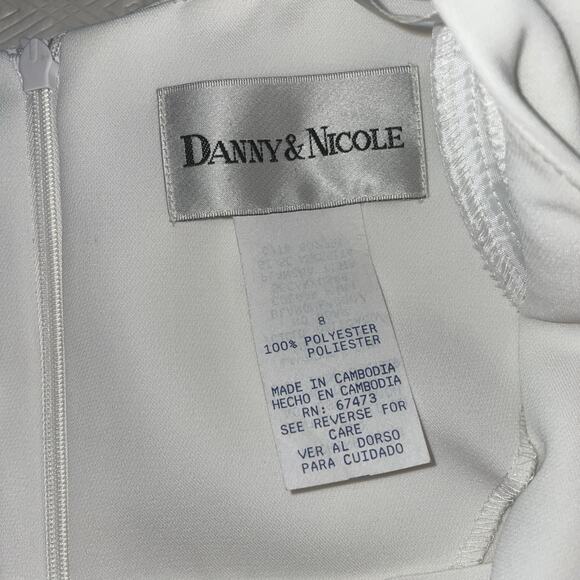 DANNY & NICOLE
8
100% POLYESTER
POLIESTER
MADE IN CAMBODIA
HECHO EN CAMBODIA
RN: 67473
SEE REVERSE FOR
CARE
VER AL DORSO
PARA CUIDADO